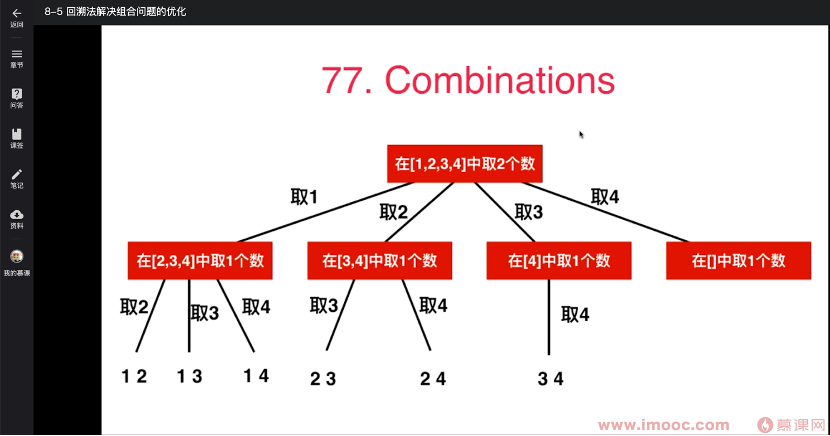 返回
8-5 回溯法解决组合问题的优化
章节
问答
课签
笔记
资料
我的慕课
77. Combinations
在[1,2,3,4]中取2个数
取1
取2
取3
取4
在[2,3,4]中取1个数
在[3,4]中取1个数
在[4]中取1个数
在[]中取1个数
取2
取3
取4
取3
取4
取4
1 2
1 3
1 4
2 3
2 4
3 4
www.imooc.com
慕课网